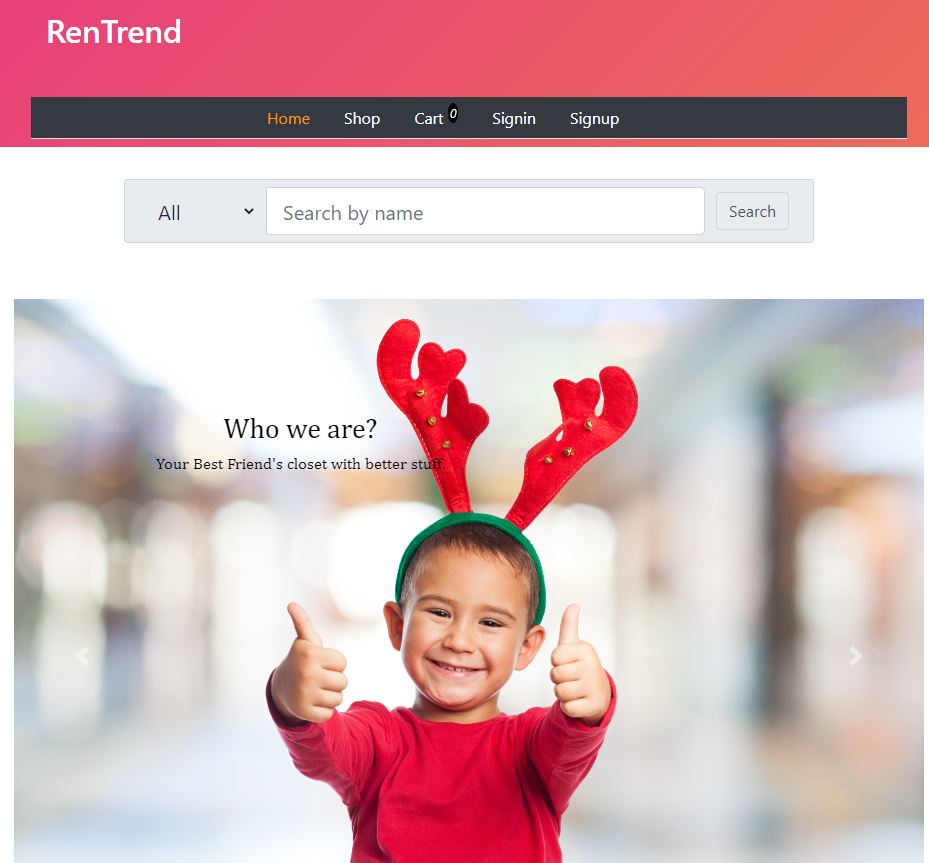 RenTrend
Home Shop Cart 0 Signin Signup
All Search by name Search
Who we are?
Your Best Friend's closet with better stuff.